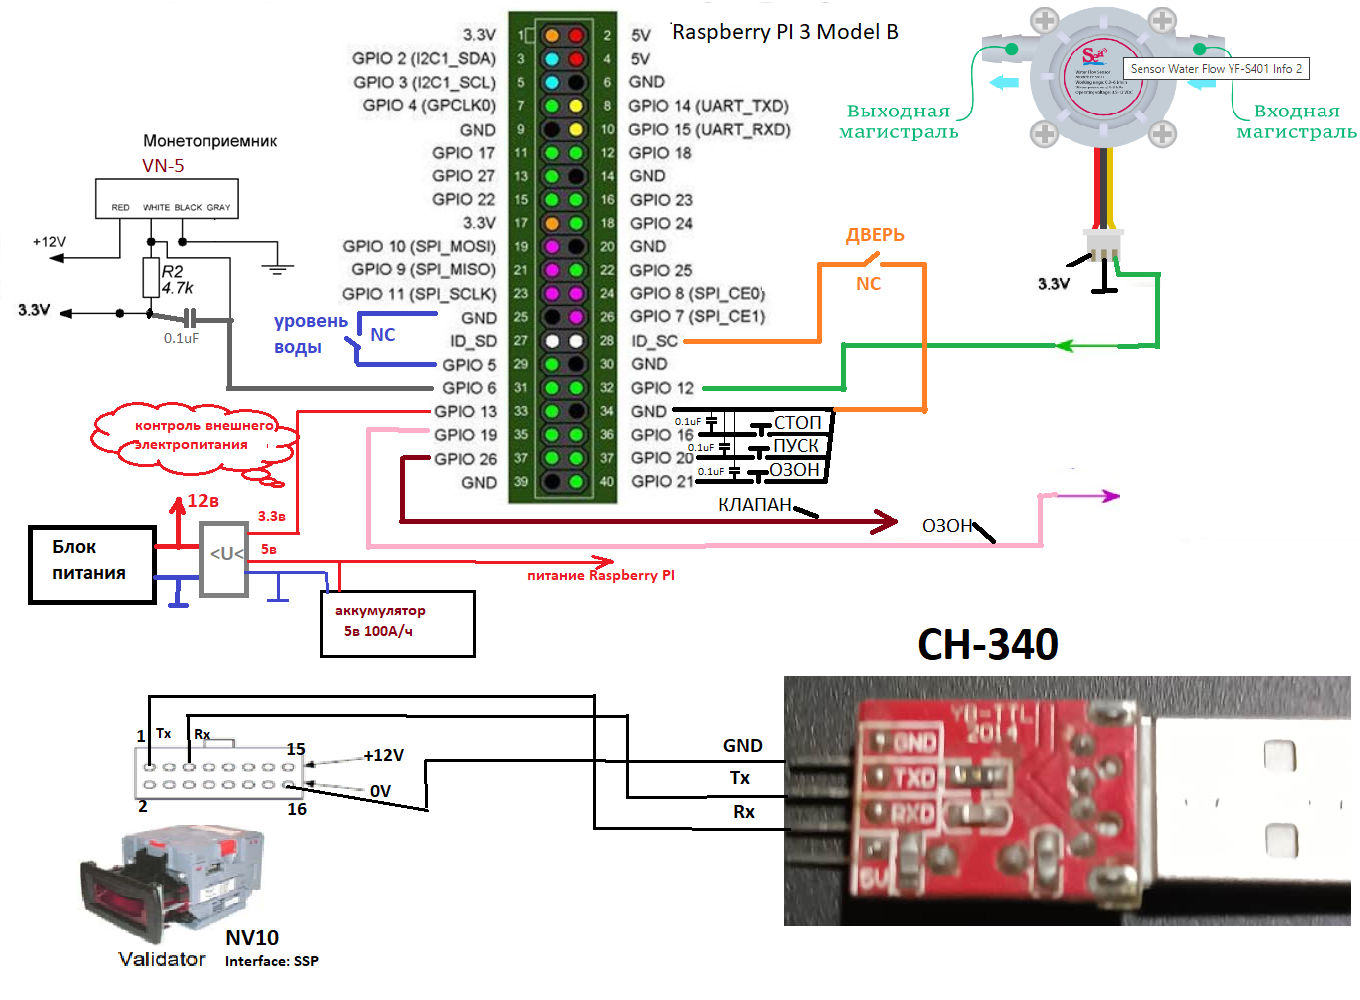 Raspberry PI 3 Model B
3.3V 1 2 5V
GPIO 2 (I2C1_SDA) 3 4 5V
GPIO 3 (I2C1_SCL) 5 6 GND
GPIO 4 (GPCLK0) 7 8 GPIO 14 (UART_TXD)
GND 9 10 GPIO 15 (UART_RXD)
GPIO 17 11 12 GPIO 18
GPIO 27 13 14 GND
GPIO 22 15 16 GPIO 23
3.3V 17 18 GPIO 24
GPIO 10 (SPI_MOSI) 19 20 GND
GPIO 9 (SPI_MISO) 21 22 GPIO 25
GPIO 11 (SPI_SCLK) 23 24 GPIO 8 (SPI_CE0)
GND 25 26 GPIO 7 (SPI_CE1)
ID_SD 27 28 ID_SC
GPIO 5 29 30 GND
GPIO 6 31 32 GPIO 12
GPIO 13 33 34 GND
GPIO 19 35 36 GPIO 16
GPIO 26 37 37 GPIO 20
GND 39 40 GPIO 21
Sea
Water Flow Sensor
Sensor Water Flow YF-S401 Info 2
Выходная
магистраль
Входная
магистраль
3.3V
Монетоприемник
VN-5
RED WHITE BLACK GRAY
+12V
R2
4.7k
3.3V
0.1uF
уровень
воды
NC
ДВЕРЬ
NC
0.1uF
СТОП
0.1uF
ПУСК
0.1uF
ОЗОН
КЛАПАН
ОЗОН
контроль внешнего
электропитания
12в
3.3в
5в
<U<
Блок
питания
питание Raspberry PI
аккумулятор
5в 100А/ч
CH-340
1 Tx Rx 15
+12V
0V
2 16
GND
Tx
Rx
YB-TTL
2014
GND
TXD
RXD
5V
NV10
Validator
Interface: SSP